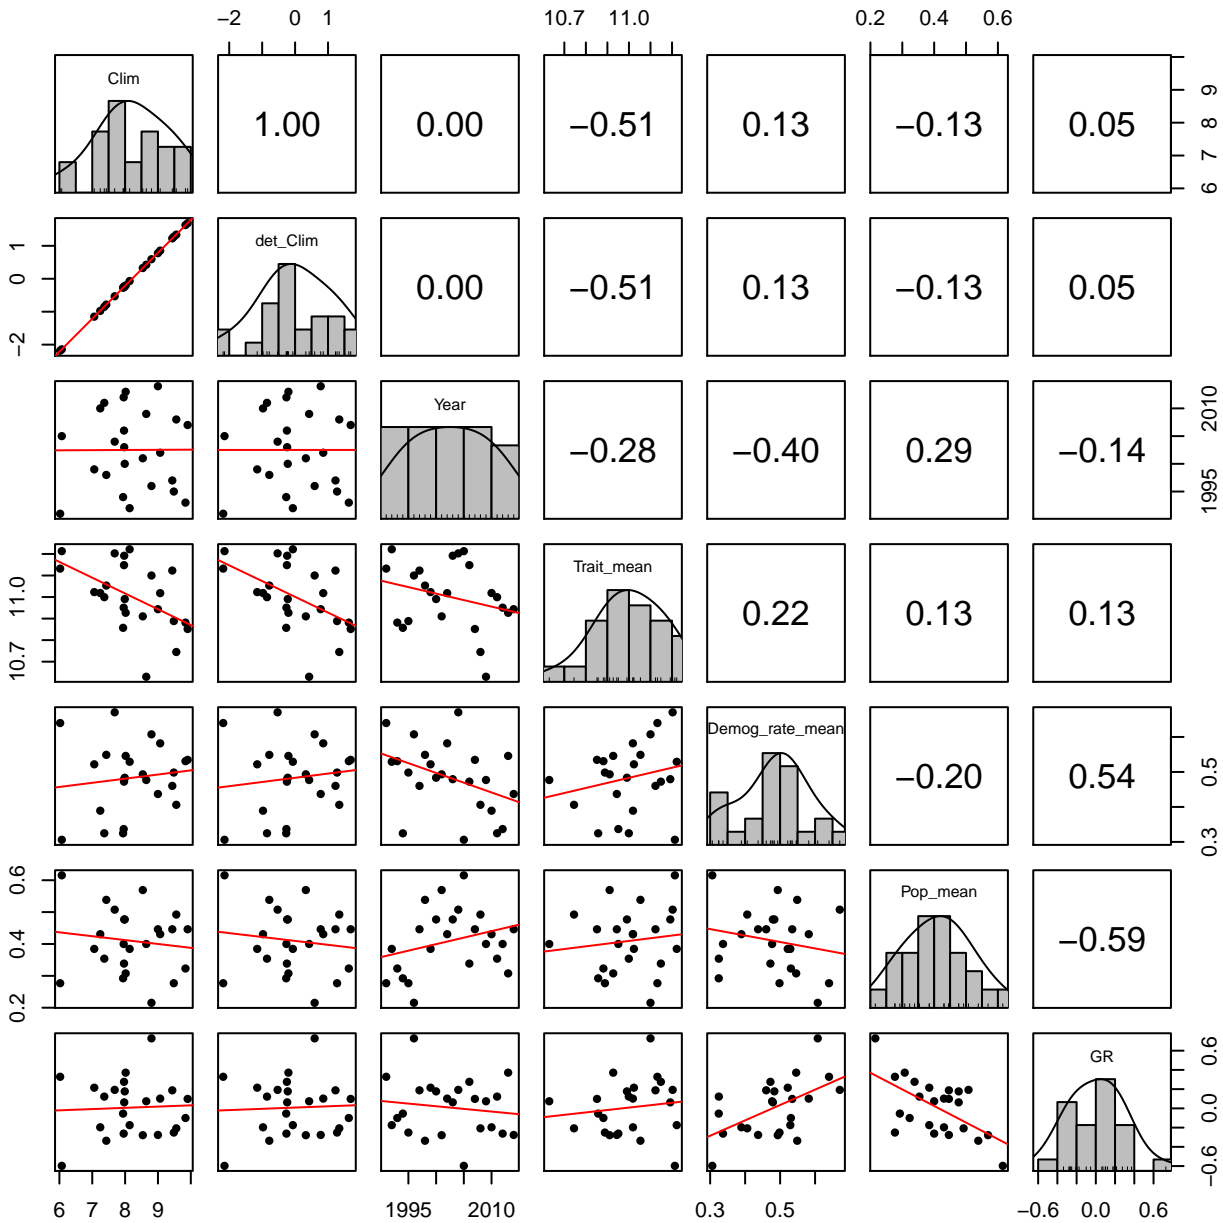 −2 0 1 10.7 11.0 0.2 0.4 0.6
Clim 1.00 0.00 −0.51 0.13 −0.13 0.05 6 7 8 9
−2 0 1 det_Clim 0.00 −0.51 0.13 −0.13 0.05
Year −0.28 −0.40 0.29 −0.14 1995 2010
10.7 11.0 Trait_mean 0.22 0.13 0.13
Demog_rate_mean −0.20 0.54 0.3 0.5
0.2 0.4 0.6 Pop_mean −0.59
GR −0.6 0.0 0.6
6 7 8 9 1995 2010 0.3 0.5 −0.6 0.0 0.6